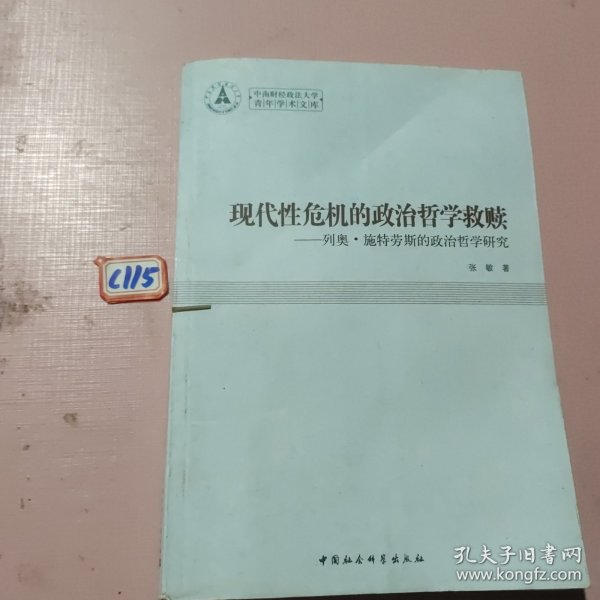 中南财经政法大学
青年学术文库
现代性危机的政治哲学救赎
——列奥·施特劳斯的政治哲学研究
张 敏 著
C115
中国社会科学出版社
孔夫子旧书网
www.kongfz.com